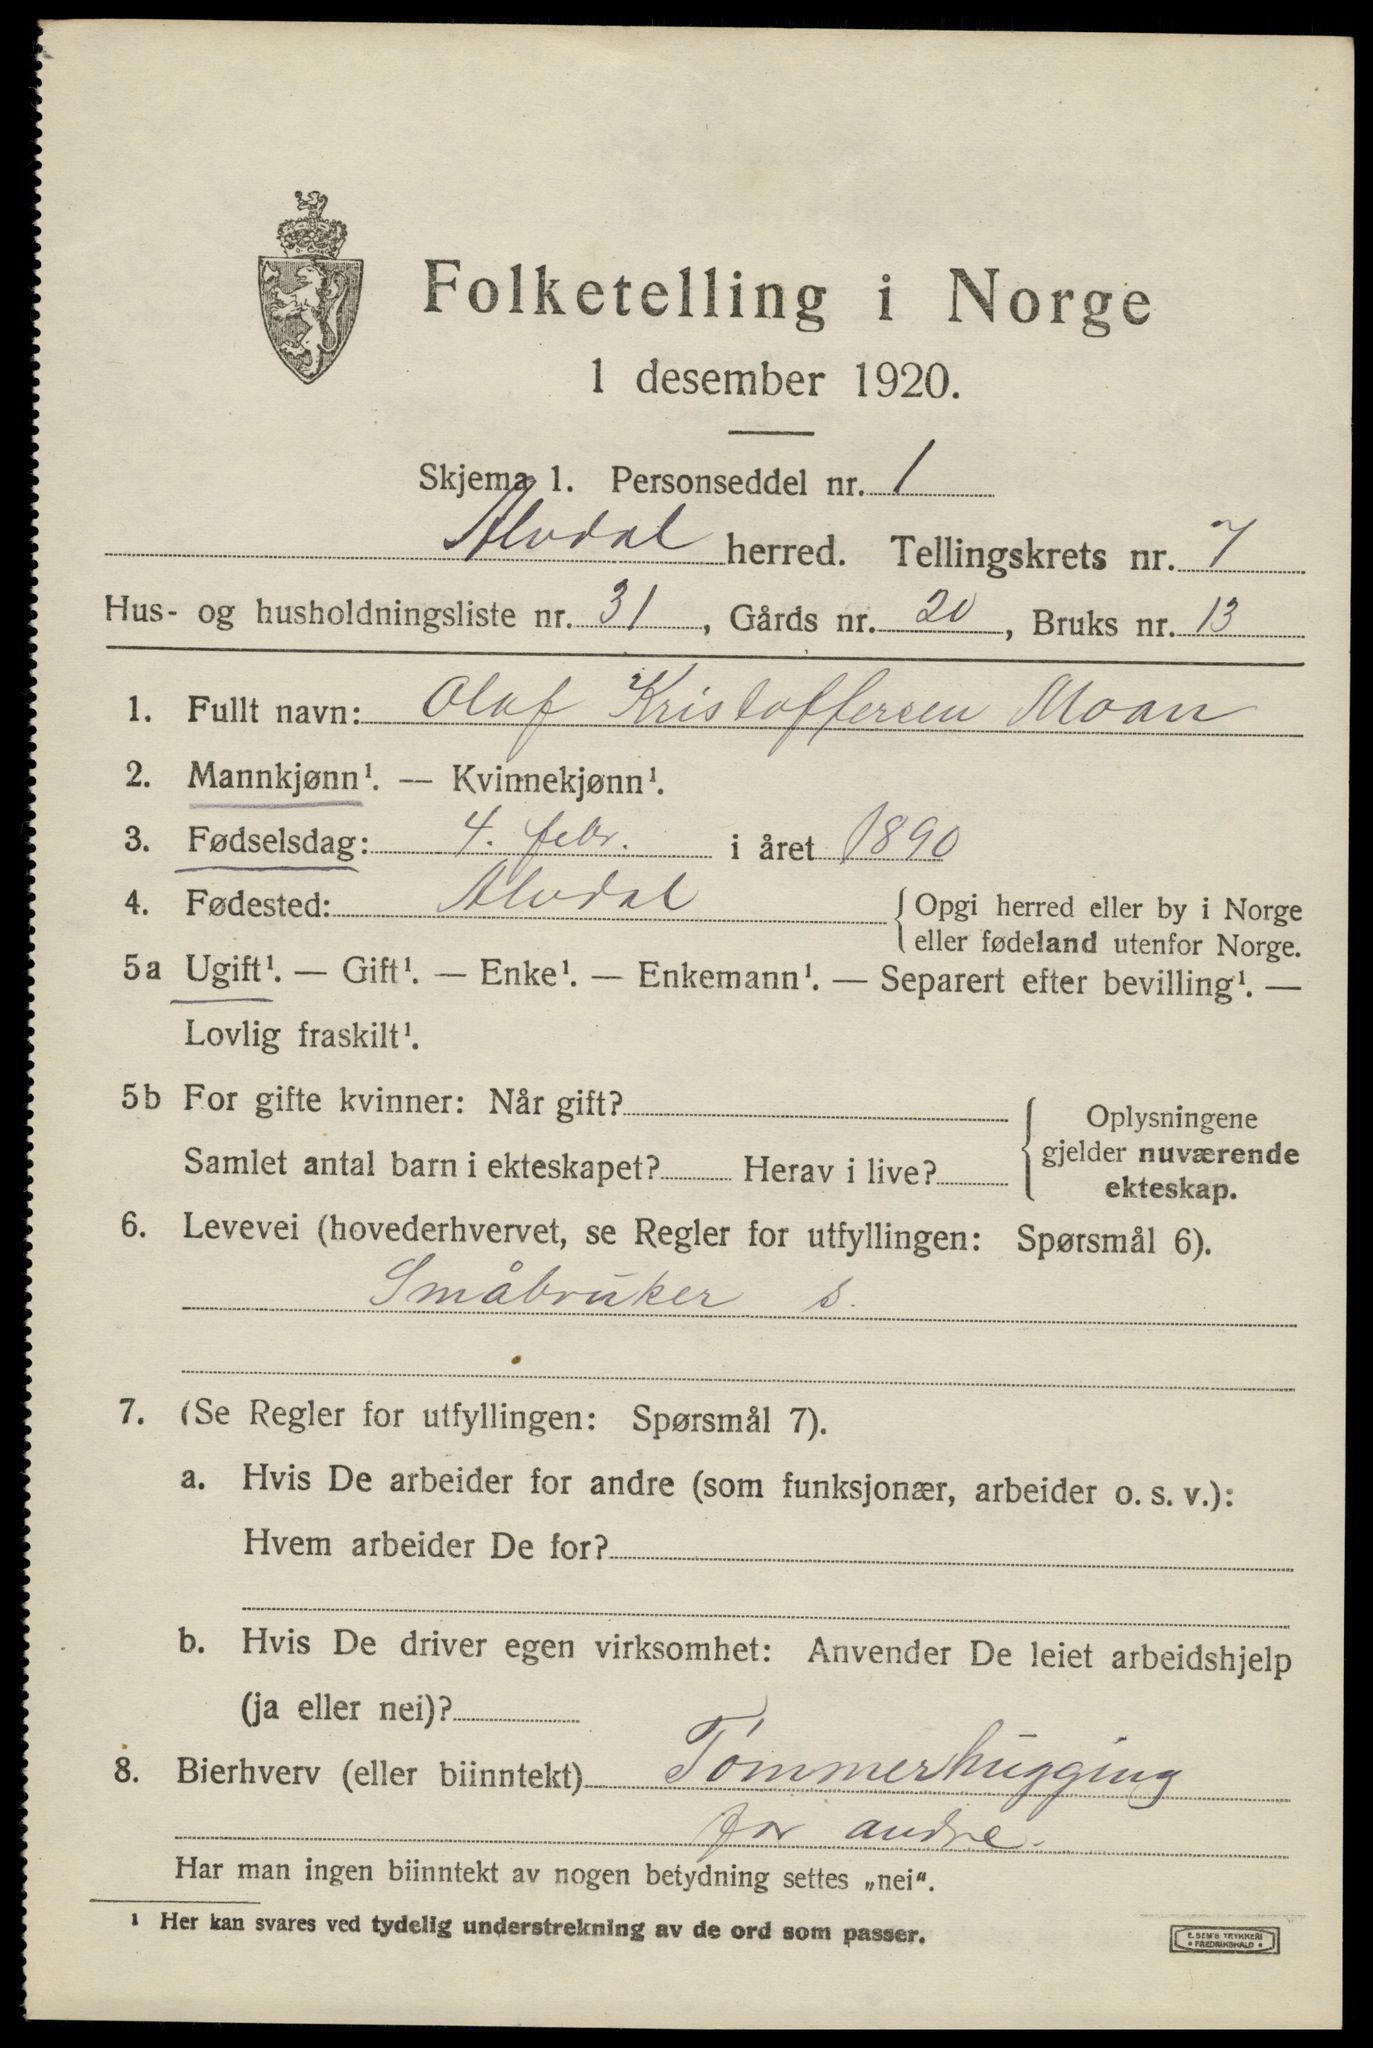 Folketelling i Norge
1 desember 1920.
Skjema 1. Personseddel nr. 1
Alvdal herred. Tellingskrets nr. 7
Hus- og husholdningsliste nr. 31, Gårds nr. 20, Bruks nr. 13
1. Fullt navn: Olaf Kristoffersen Moan
2. Mannkjønn¹. — Kvinnekjønn¹.
3. Fødselsdag: 4. febr. i året 1890
4. Fødested: Alvdal { Opgi herred eller by i Norge
eller fødeland utenfor Norge.
5a Ugift¹. — Gift¹. — Enke¹. — Enkemann¹. — Separert efter bevilling¹. —
Lovlig fraskilt¹.
5b For gifte kvinner: Når gift?
Samlet antal barn i ekteskapet? Herav i live?
{ Oplysningene
gjelder nuværende
ekteskap.
6. Levevei (hovederhvervet, se Regler for utfyllingen: Spørsmål 6).
Småbruker s.
7. (Se Regler for utfyllingen: Spørsmål 7).
a. Hvis De arbeider for andre (som funksjonær, arbeider o. s. v.):
Hvem arbeider De for?
b. Hvis De driver egen virksomhet: Anvender De leiet arbeidshjelp
(ja eller nei)?
8. Bierhverv (eller biinntekt) Tømmerhugging
for andre.
Har man ingen biinntekt av nogen betydning settes „nei“.
¹ Her kan svares ved tydelig understrekning av de ord som passer.
E. SEM'S TRYKKERI
• FREDRIKSHALD •